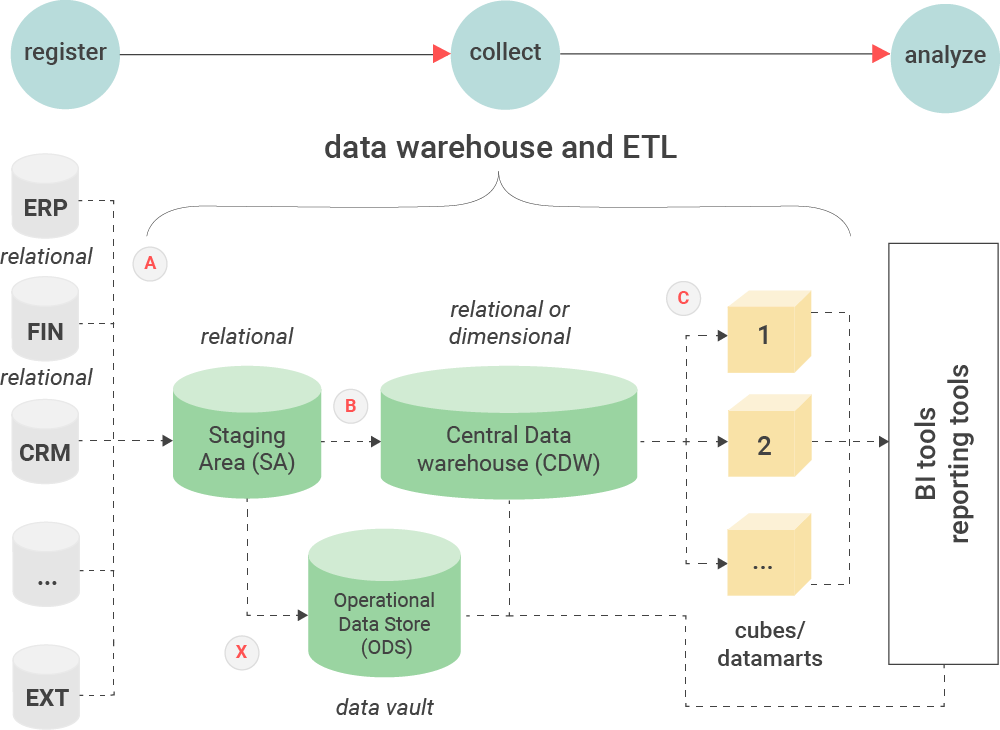 register
collect
analyze
data warehouse and ETL
ERP
relational
A
FIN
relational
CRM
...
EXT
relational
Staging
Area (SA)
B
relational or
dimensional
Central Data
warehouse (CDW)
X
Operational
Data Store
(ODS)
data vault
C
1
2
...
cubes/
datamarts
BI tools
reporting tools